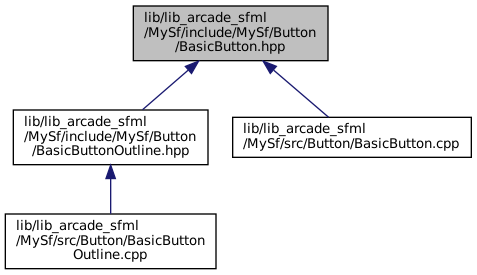 lib/lib_arcade_sfml
/MySf/include/MySf/Button
/BasicButton.hpp
lib/lib_arcade_sfml
/MySf/include/MySf/Button
/BasicButtonOutline.hpp
lib/lib_arcade_sfml
/MySf/src/Button/BasicButton.cpp
lib/lib_arcade_sfml
/MySf/src/Button/BasicButton
Outline.cpp